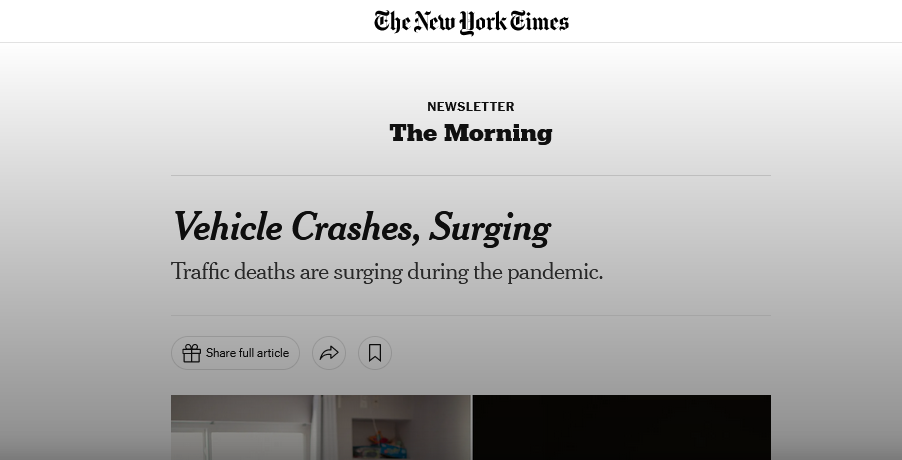 The New York Times
NEWSLETTER
The Morning
Vehicle Crashes, Surging
Traffic deaths are surging during the pandemic.
Share full article